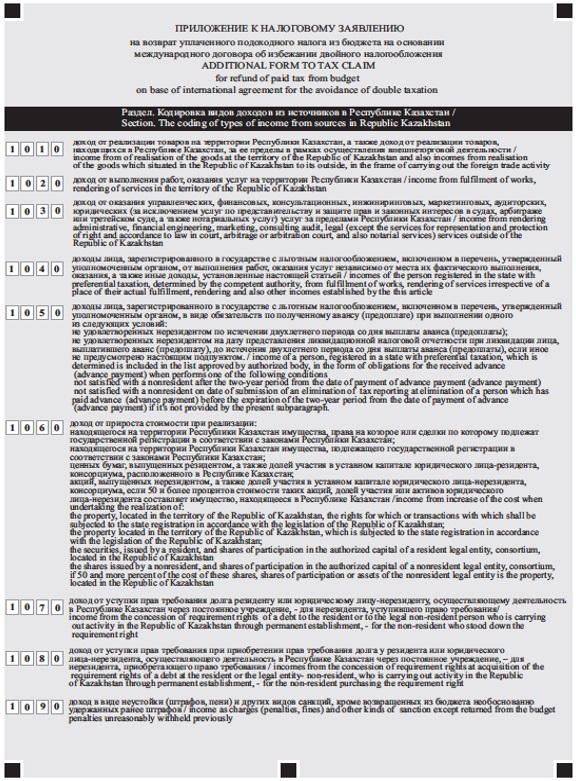 ПРИЛОЖЕНИЕ К НАЛОГОВОМУ ЗАЯВЛЕНИЮ
на возврат уплаченного подоходного налога из бюджета на основании
международного договора об избежании двойного налогообложения
ADDITIONAL FORM TO TAX CLAIM
for refund of paid tax from budget
on base of international agreement for the avoidance of double taxation
Раздел. Кодировка видов доходов из источников в Республике Казахстан /
Section. The coding of types of income from sources in Republic Kazakhstan
1 0 1 0
доход от реализации товаров на территории Республики Казахстан, а также доход от реализации товаров,
находящихся в Республике Казахстан, за ее пределы в рамках осуществления внешнеторговой деятельности /
income from of realisation of the goods at the territory of the Republic of Kazakhstan and also incomes from realisation
of the goods which situated in the Republic of Kazakhstan to its outside, in the frame of carrying out the foreign trade activity
1 0 2 0
доход от выполнения работ, оказания услуг на территории Республики Казахстан / income from fulfilment of works,
rendering of services in the territory of the Republic of Kazakhstan
1 0 3 0
доход от оказания управленческих, финансовых, консультационных, инжиниринговых, маркетинговых, аудиторских,
юридических (за исключением услуг по представительству и защите прав и законных интересов в судах, арбитраже
или третейском суде, а также нотариальных услуг) услуг за пределами Республики Казахстан / income from rendering
administrative, financial engineering, marketing, consulting audit, legal (except the services for representation and protection
of right and accordance to law in court, arbitrage or arbitration court, and also notarial services) services outside of the
Republic of Kazakhstan
1 0 4 0
доходы лица, зарегистрированного в государстве с льготным налогообложением, включенном в перечень, утвержденный
уполномоченным органом, от выполнения работ, оказания услуг независимо от места их фактического выполнения,
оказания, а также иные доходы, установленные настоящей статьей / incomes of the person registered in the state with
preferential taxation, determined by the competent authority, from fulfillment of works, rendering of services irrespective of a
place of their actual fulfilment, rendering and also other incomes established by the this article
1 0 5 0
доходы лица, зарегистрированного в государстве с льготным налогообложением, включенном в перечень, утвержденный
уполномоченным органом, в виде обязательств по полученному авансу (предоплате) при выполнении одного
из следующих условий:
не удовлетворенных нерезидентом по истечении двухлетнего периода со дня выплаты аванса (предоплаты);
не удовлетворенных нерезидентом на дату представления ликвидационной налоговой отчетности при ликвидации лица,
выплатившего аванс (предоплату), до истечения двухлетнего периода со дня выплаты аванса (предоплаты), если иное
не предусмотрено настоящим подпунктом. / income of a person, registered in a state with preferential taxation, which is
determined is included in the list approved by authorized body, in the form of obligations for the received advance
(advance payment) when performs one of the following conditions
not satisfied with a nonresident after the two-year period from the date of payment of advance payment (advance payment)
not satisfied with a nonresident on date of submission of an elimination of tax reporting at elimination of a person which has
paid advance (advance payment) before the expiration of the two-year period from the date of payment of advance
(advance payment) if it's not provided by the present subparagraph.
1 0 6 0
доход от прироста стоимости при реализации:
находящегося на территории Республики Казахстан имущества, права на которое или сделки по которому подлежат
государственной регистрации в соответствии с законами Республики Казахстан;
находящегося на территории Республики Казахстан имущества, подлежащего государственной регистрации в
соответствии с законами Республики Казахстан;
ценных бумаг, выпущенных резидентом, а также долей участия в уставном капитале юридического лица-резидента,
консорциума, расположенного в Республике Казахстан;
акций, выпущенных нерезидентом, а также долей участия в уставном капитале юридического лица-нерезидента,
консорциума, если 50 и более процентов стоимости таких акций, долей участия или активов юридического
лица-нерезидента составляет имущество, находящееся в Республике Казахстан/ income from increase of the cost when
undertaking the realization of:
the property, located in the territory of the Republic of Kazakhstan, the rights for which or transactions with which shall be
subjected to the state registration in accordance with the legislation of the Republic of Kazakhstan;
the property located in the territory of the Republic of Kazakhstan, which is subjected to the state registration in accordance
with the legislation of the Republic of Kazakhstan;
the securities, issued by a resident, and shares of participation in the authorized capital of a resident legal entity, consortium,
located in the Republic of Kazakhstan
the shares issued by a nonresident, and shares of participation in the authorized capital of a nonresident legal entity, consortium,
if 50 and more percent of the cost of these shares, shares of participation or assets of the nonresident legal entity is the property,
located in the Republic of Kazakhstan
1 0 7 0
доход от уступки прав требования долга резиденту или юридическому лицу-нерезиденту, осуществляющему деятельность
в Республике Казахстан через постоянное учреждение, - для нерезидента, уступившего право требования/
income from the concession of requirement rights of a debt to the resident or to the legal non-resident person who is carrying
out activity in the Republic of Kazakhstan through permanent establishment, - for the non-resident who stood down the
requirement right
1 0 8 0
доход от уступки прав требования при приобретении прав требования долга у резидента или юридического
лица-нерезидента, осуществляющего деятельность в Республике Казахстан через постоянное учреждение, – для
нерезидента, приобретающего право требования / incomes from the concession of requirement rights at acquisition of the
requirement rights of a debt at the resident or the legal entity- non-resident, who is carrying out activity in the Republic
of Kazakhstan through permanent establishment, - for the non-resident purchasing the requirement right
1 0 9 0
доход в виде неустойки (штрафов, пени) и других видов санкций, кроме возвращенных из бюджета необоснованно
удержанных ранее штрафов / income as charges (penalties, fines) and other kinds of sanction except returned from the budget
penalties unreasonably withheld previously